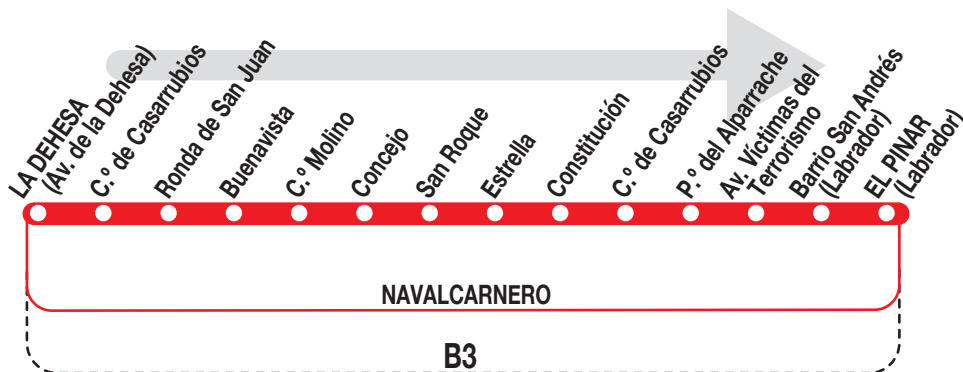 LA DEHESA
(Av. de la Dehesa)
C.º de Casarrubios
Ronda de San Juan
Buenavista
C.º Molino
Concejo
San Roque
Estrella
Constitución
C.º de Casarrubios
P.º del Alparrache
Av. Víctimas del
Terrorismo
Barrio San Andrés
(Labrador)
EL PINAR
(Labrador)
NAVALCARNERO
B3